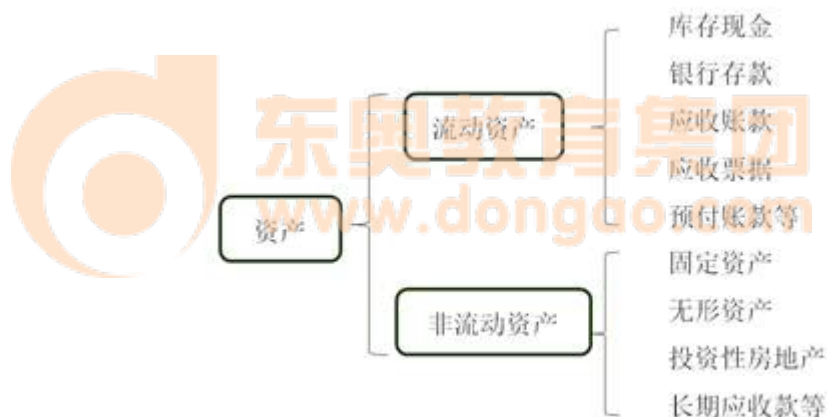 库存现金
银行存款
流动资产
应收账款
应收票据
预付账款等
资产
固定资产
非流动资产
无形资产
投资性房地产
长期应收款等
东奥教育集团
www.dongao.com